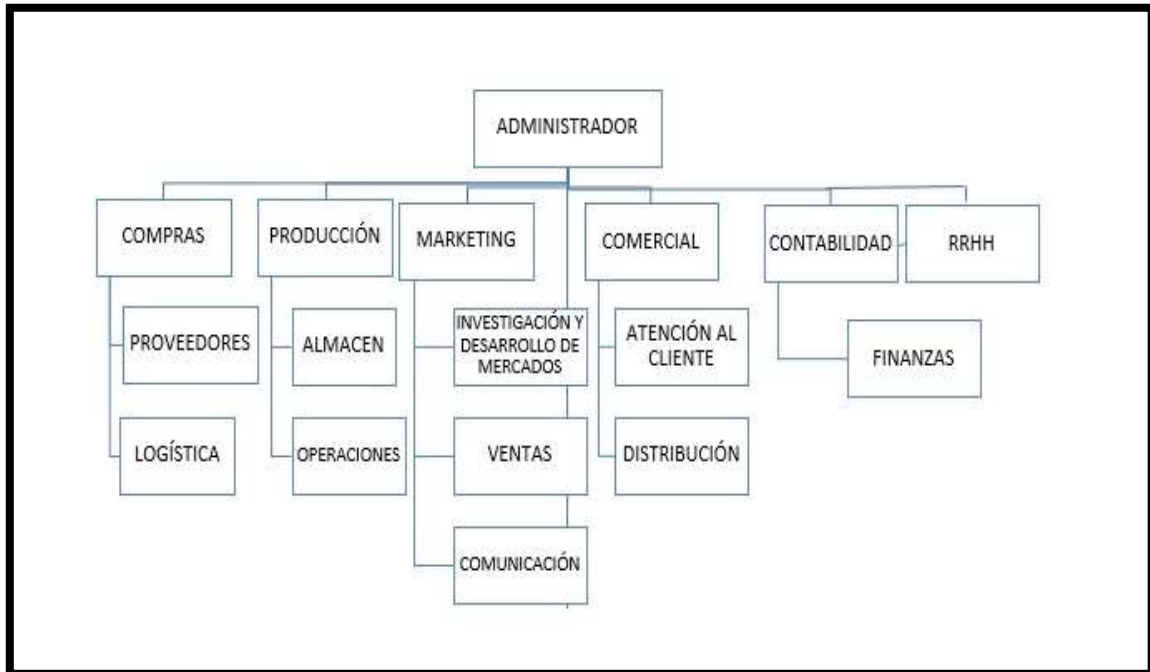 ADMINISTRADOR
COMPRAS
PRODUCCIÓN
MARKETING
COMERCIAL
CONTABILIDAD
RRHH
PROVEEDORES
ALMACEN
INVESTIGACIÓN Y
DESARROLLO DE
MERCADOS
ATENCIÓN AL
CLIENTE
FINANZAS
LOGÍSTICA
OPERACIONES
VENTAS
DISTRIBUCIÓN
COMUNICACIÓN